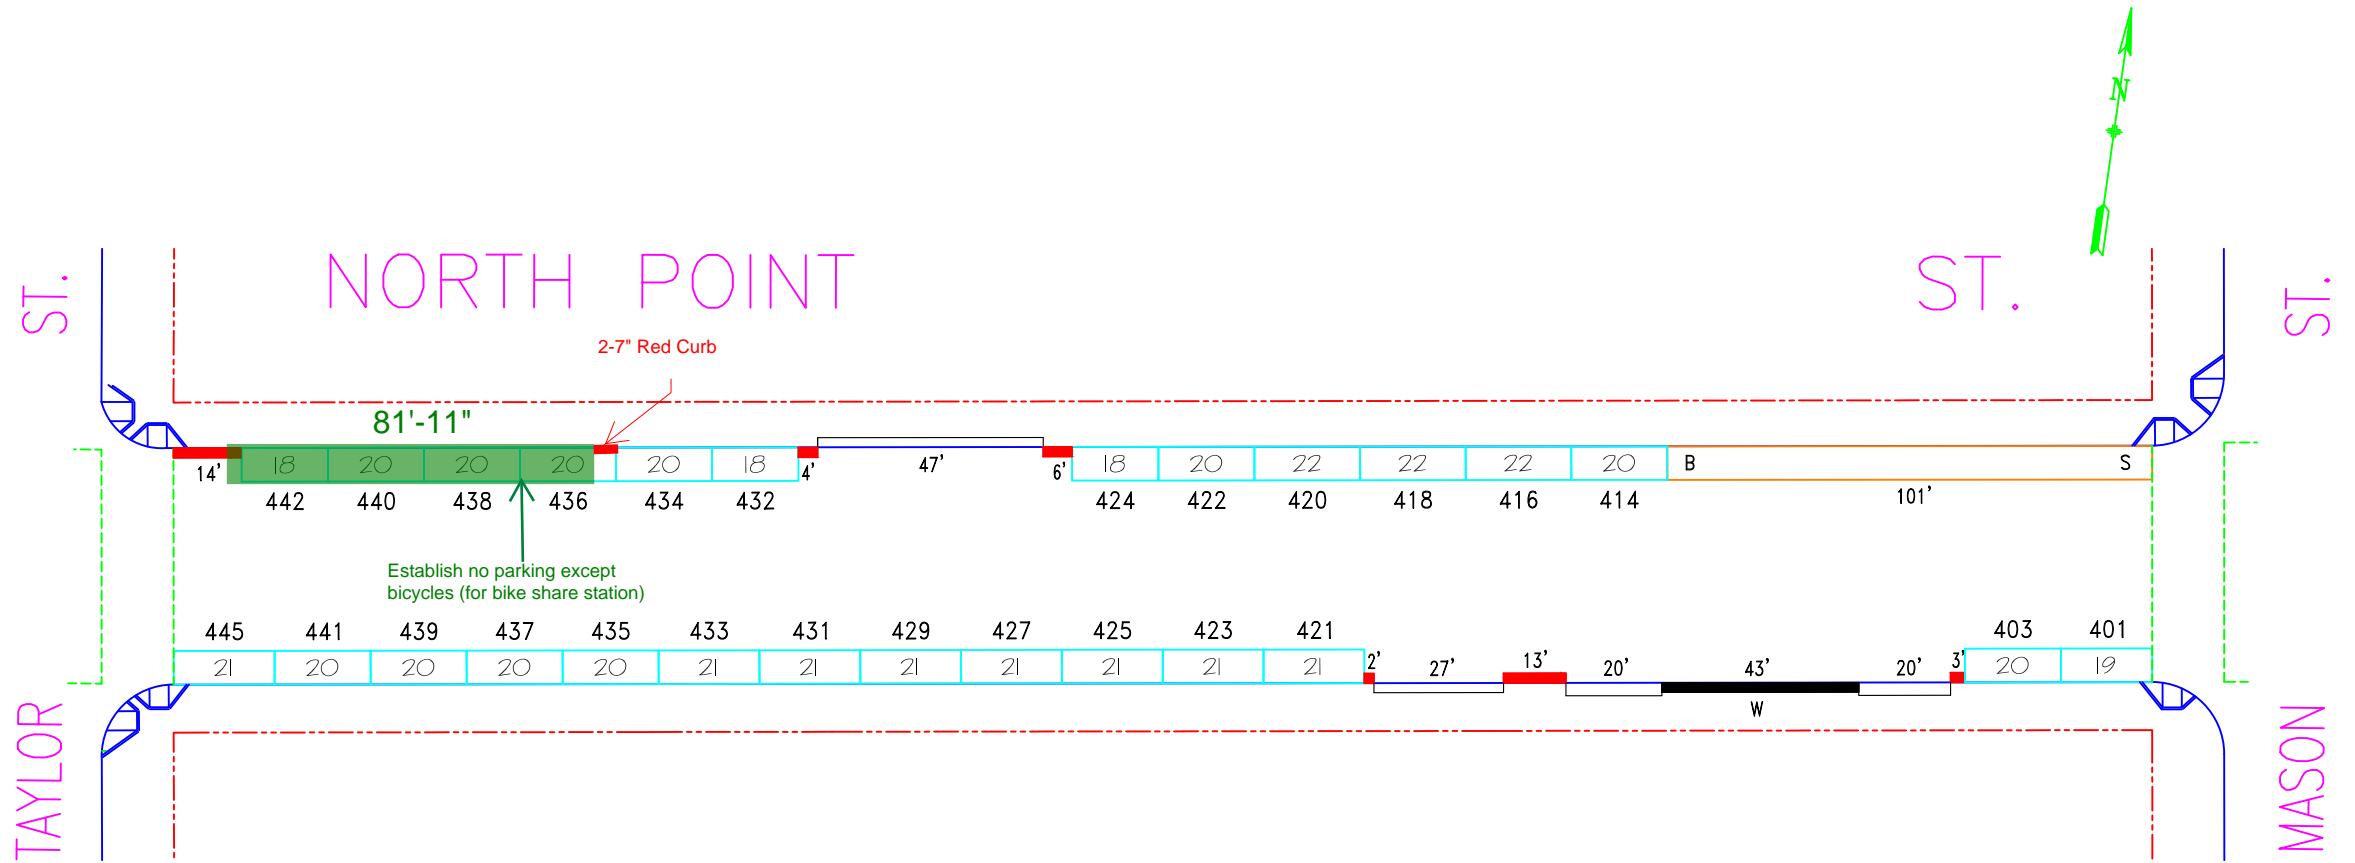 N
NORTH POINT ST.
ST.
ST.
2-7" Red Curb
81'-11"
14' 18 20 20 20 20 18 4' 47' 6' 18 20 22 22 22 20 B S
442 440 438 436 434 432 424 422 420 418 416 414 101'
Establish no parking except
bicycles (for bike share station)
445 441 439 437 435 433 431 429 427 425 423 421 403 401
21 20 20 20 20 21 21 21 21 21 21 21 2' 27' 13' 20' 43' 20' 3' 20 19
W
TAYLOR
MASON